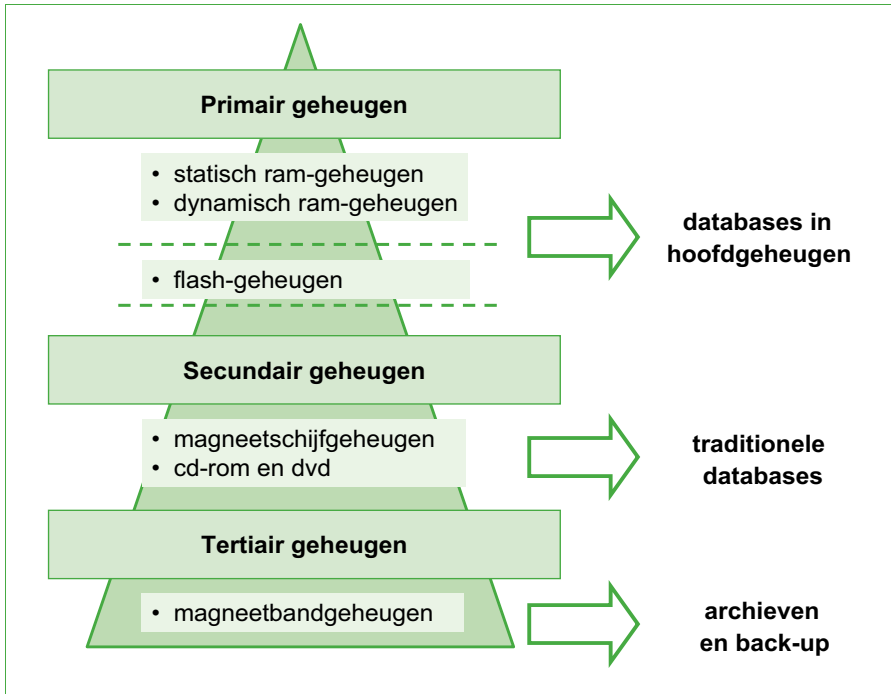 Primair geheugen
• statisch ram-geheugen
• dynamisch ram-geheugen
databases in
hoofdgeheugen
• flash-geheugen
Secundair geheugen
• magneetschijfgeheugen
• cd-rom en dvd
traditionele
databases
Tertiair geheugen
• magneetbandgeheugen
archieven
en back-up